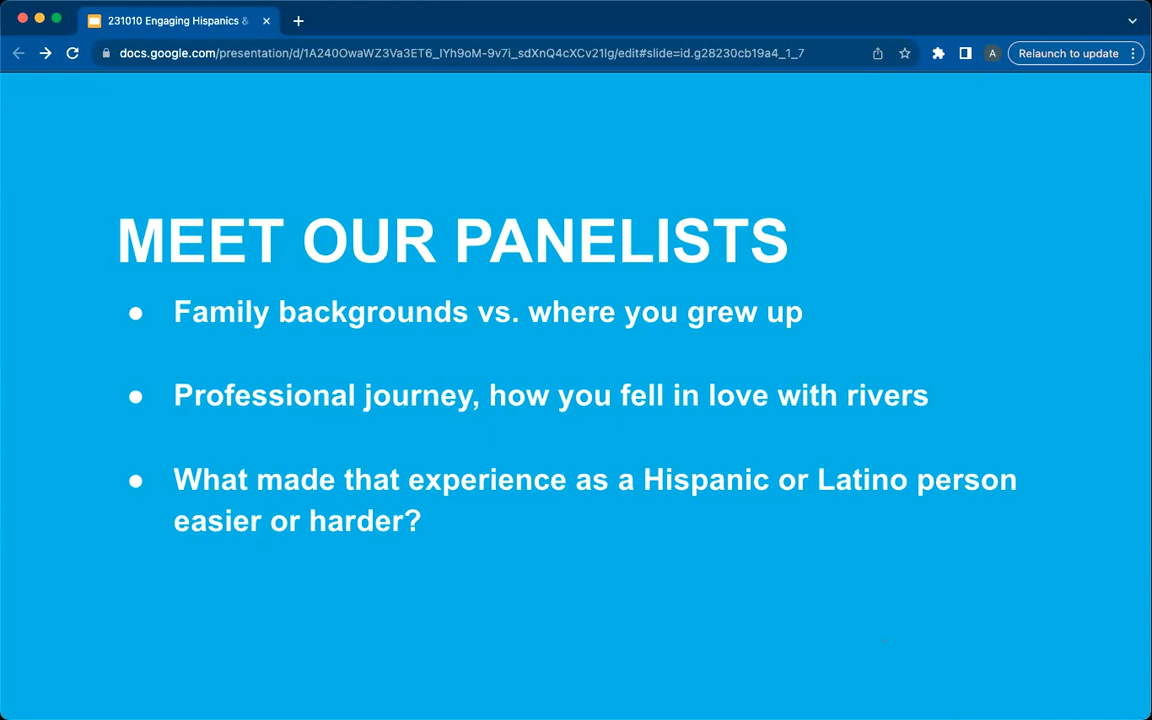 231010 Engaging Hispanics &
docs.google.com/presentation/d/1A240OwaWZ3Va3ET6_IYh9oM-9v7i_sdXnQ4cXCv21Ig/edit#slide=id.g28230cb19a4_1_7
A
Relaunch to update
MEET OUR PANELISTS
● Family backgrounds vs. where you grew up
● Professional journey, how you fell in love with rivers
● What made that experience as a Hispanic or Latino person
easier or harder?